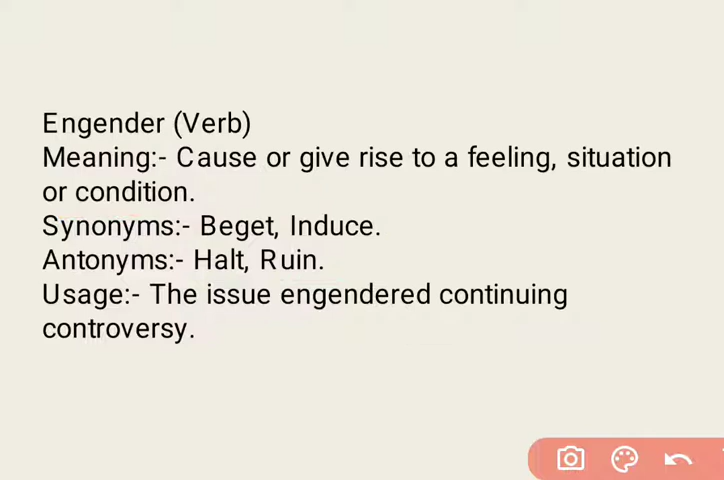 Engender (Verb)
Meaning:- Cause or give rise to a feeling, situation
or condition.
Synonyms:- Beget, Induce.
Antonyms:- Halt, Ruin.
Usage:- The issue engendered continuing
controversy.